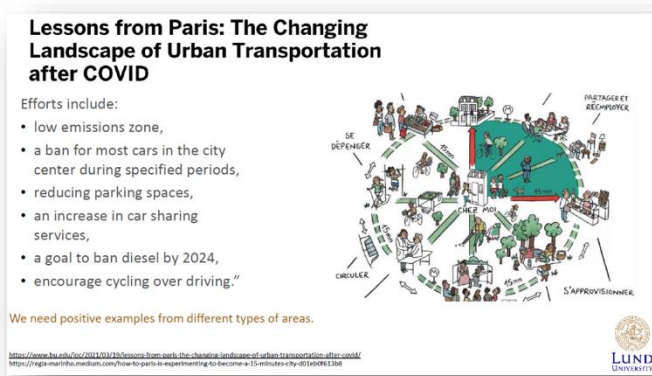 Lessons from Paris: The Changing
Landscape of Urban Transportation
after COVID
Efforts include:
• low emissions zone,
• a ban for most cars in the city
center during specified periods,
• reducing parking spaces,
• an increase in car sharing
services,
• a goal to ban diesel by 2024,
• encourage cycling over driving.”
We need positive examples from different types of areas.
https://www.bu.edu/ioc/2021/03/19/lessons-from-paris-the-changing-landscape-of-urban-transportation-after-covid/
https://regia-marinho.medium.com/how-to-paris-is-experimenting-to-become-a-15-minutes-city-d01eb0f613b8
PARTAGER ET
RÉEMPLOYER
SE
DÉPENSER
15mn
CHEZ MOI
15mn
15mn
CIRCULER
S'APPROVISIONNER
LUND
UNIVERSITY